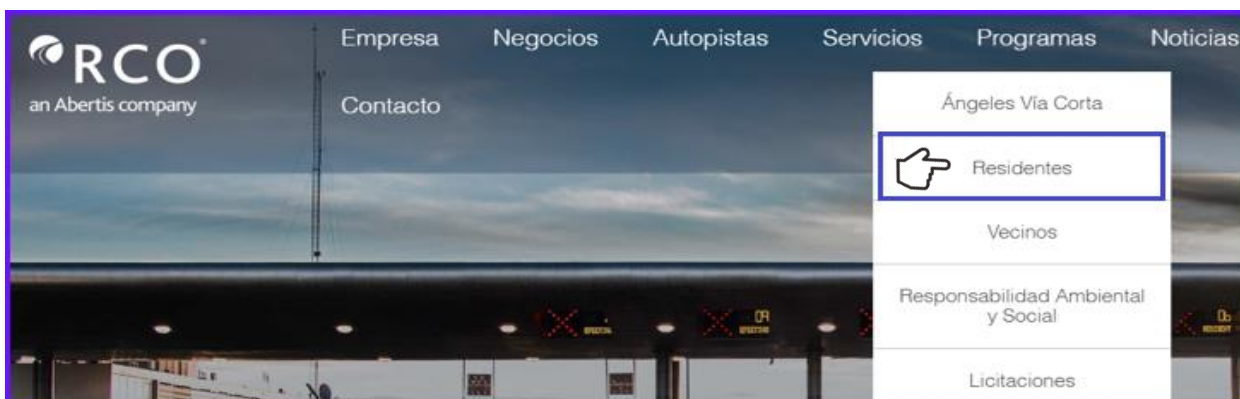 RCO
an Abertis company
Empresa Negocios Autopistas Servicios Programas Noticias
Contacto
Ángeles Vía Corta
Residentes
Vecinos
Responsabilidad Ambiental
y Social
Licitaciones